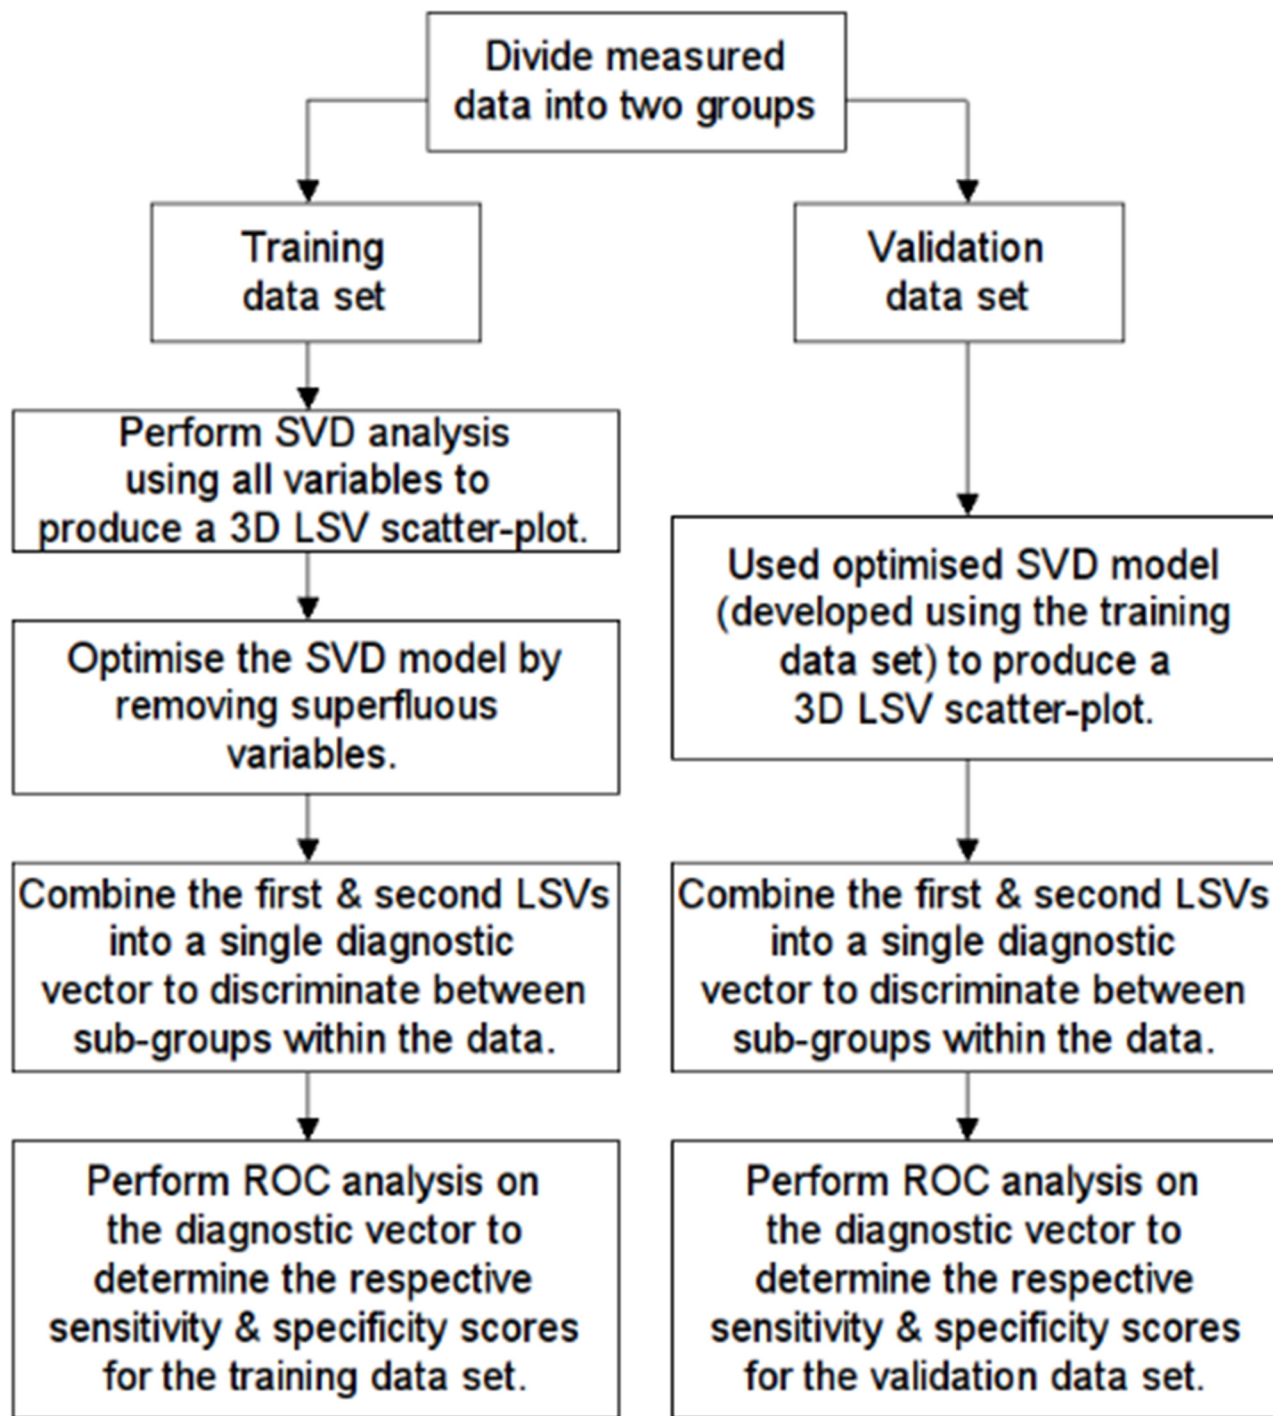 Divide measured
data into two groups
Training
data set
Validation
data set
Perform SVD analysis
using all variables to
produce a 3D LSV scatter-plot.
Used optimised SVD model
(developed using the training
data set) to produce a
3D LSV scatter-plot.
Optimise the SVD model by
removing superfluous
variables.
Combine the first & second LSVs
into a single diagnostic
vector to discriminate between
sub-groups within the data.
Combine the first & second LSVs
into a single diagnostic
vector to discriminate between
sub-groups within the data.
Perform ROC analysis on
the diagnostic vector to
determine the respective
sensitivity & specificity scores
for the training data set.
Perform ROC analysis on
the diagnostic vector to
determine the respective
sensitivity & specificity scores
for the validation data set.